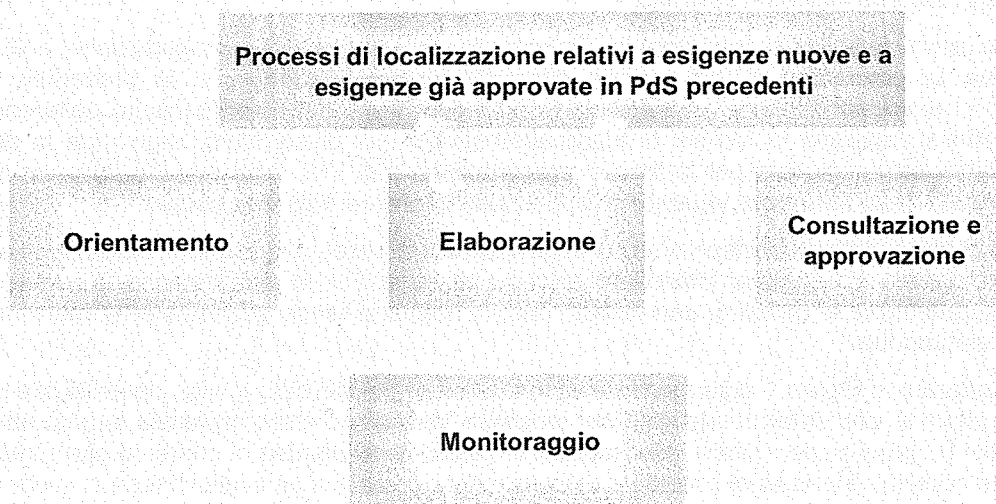 Processi di localizzazione relativi a esigenze nuove e a
esigenze già approvate in PdS precedenti
Orientamento
Elaborazione
Consultazione e
approvazione
Monitoraggio